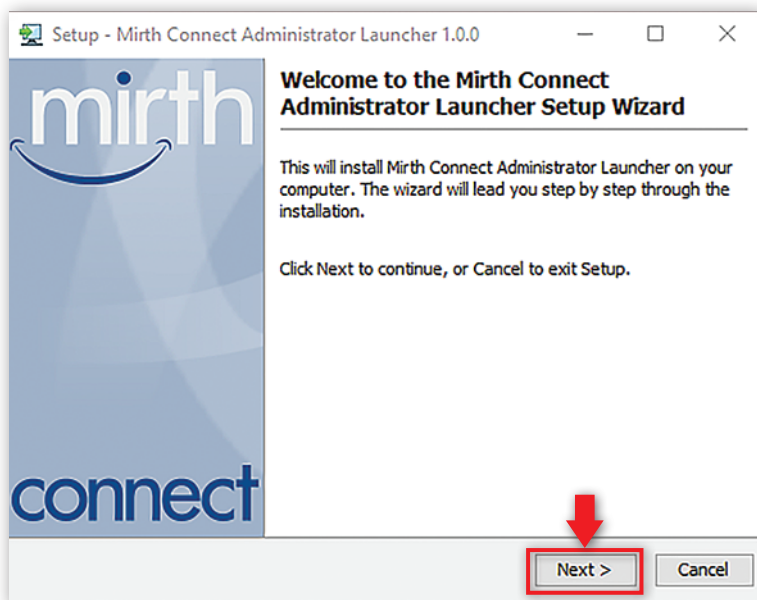 Setup - Mirth Connect Administrator Launcher 1.0.0
mirth
connect
Welcome to the Mirth Connect
Administrator Launcher Setup Wizard
This will install Mirth Connect Administrator Launcher on your
computer. The wizard will lead you step by step through the
installation.
Click Next to continue, or Cancel to exit Setup.
Next >
Cancel